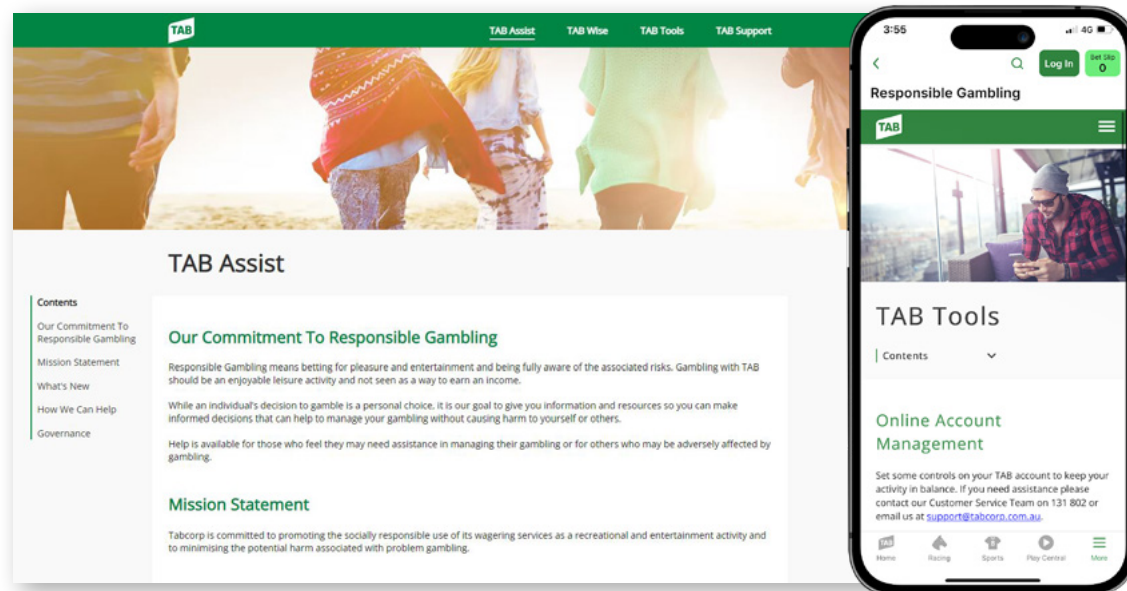 TAB
TAB Assist
TAB Wise
TAB Tools
TAB Support
TAB Assist
Contents
Our Commitment To
Responsible Gambling
Mission Statement
What's New
How We Can Help
Governance
Our Commitment To Responsible Gambling
Responsible Gambling means betting for pleasure and entertainment and being fully aware of the associated risks. Gambling with TAB
should be an enjoyable leisure activity and not seen as a way to earn an income.
While an individual's decision to gamble is a personal choice, it is our goal to give you information and resources so you can make
informed decisions that can help to manage your gambling without causing harm to yourself or others.
Help is available for those who feel they may need assistance in managing their gambling or for others who may be adversely affected by
gambling.
Mission Statement
Tabcorp is committed to promoting the socially responsible use of its wagering services as a recreational and entertainment activity and
to minimising the potential harm associated with problem gambling.
3:55
4G
Log In
Bet Slip
0
Responsible Gambling
TAB
TAB Tools
Contents
Online Account
Management
Set some controls on your TAB account to keep your
activity in balance. If you need assistance please
contact our Customer Service Team on 131 802 or
email us at support@tabcorp.com.au.
TAB
Home
Racing
Sports
Play Central
More